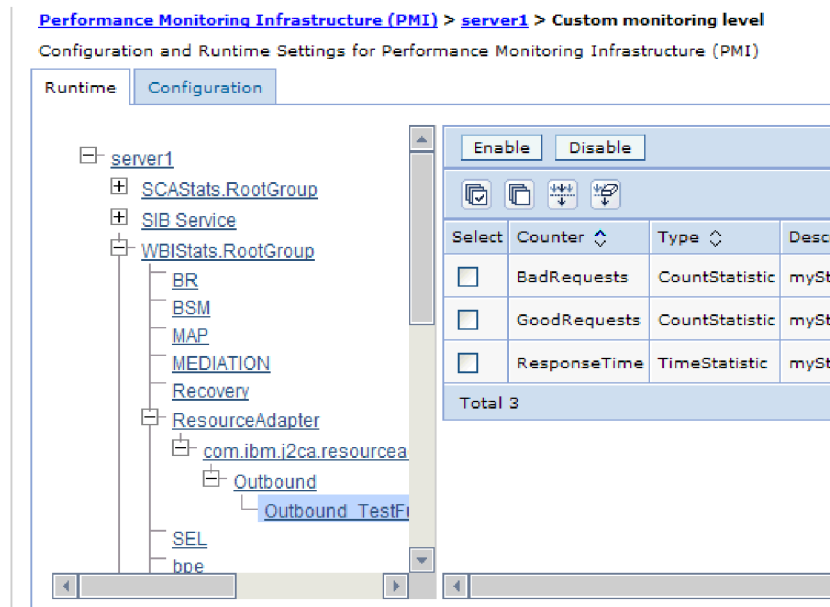 Performance Monitoring Infrastructure (PMI) > server1 > Custom monitoring level
Configuration and Runtime Settings for Performance Monitoring Infrastructure (PMI)
Runtime
Configuration
server1
SCAStats.RootGroup
SIB Service
WBIStats.RootGroup
BR
BSM
MAP
MEDIATION
Recovery
ResourceAdapter
com.ibm.j2ca.resourcea
Outbound
Outbound_TestFr
SEL
bpe
Enable Disable
Select Counter Type Desc
BadRequests CountStatistic mySt
GoodRequests CountStatistic mySt
ResponseTime TimeStatistic mySt
Total 3